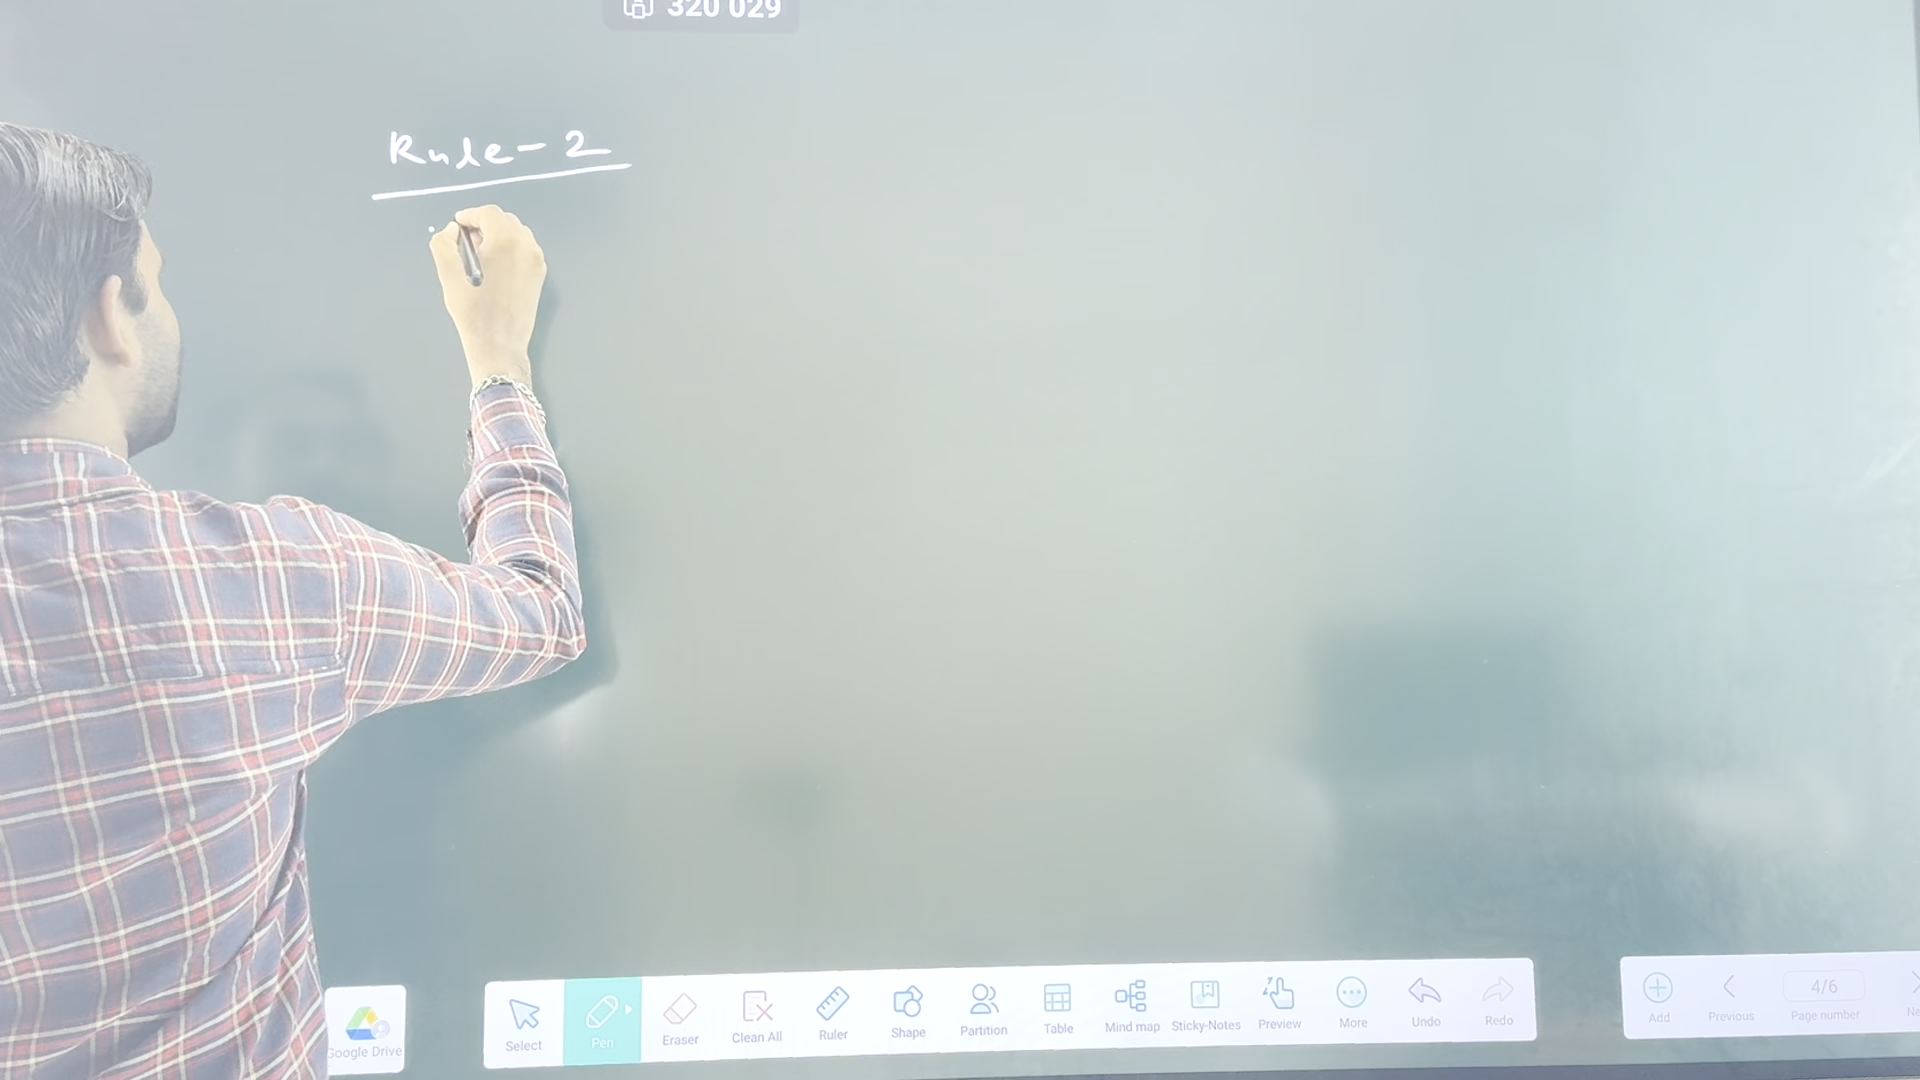 320 029
Rule - 2
Google Drive
Select
Pen
Eraser
Clean All
Ruler
Shape
Partition
Table
Mind map
Sticky-Notes
Preview
More
Undo
Redo
Add
Previous
4/6
Page number